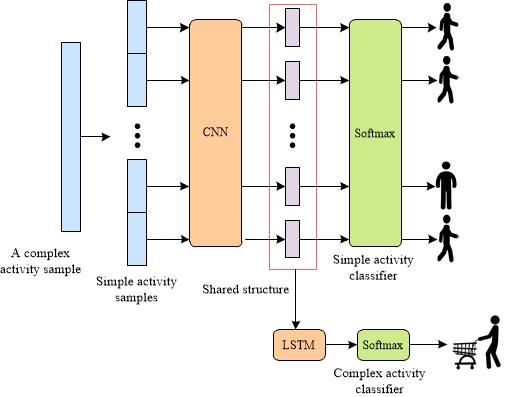 CNN
Softmax
A complex
activity sample
Simple activity
samples
Shared structure
Simple activity
classifier
LSTM
Softmax
Complex activity
classifier